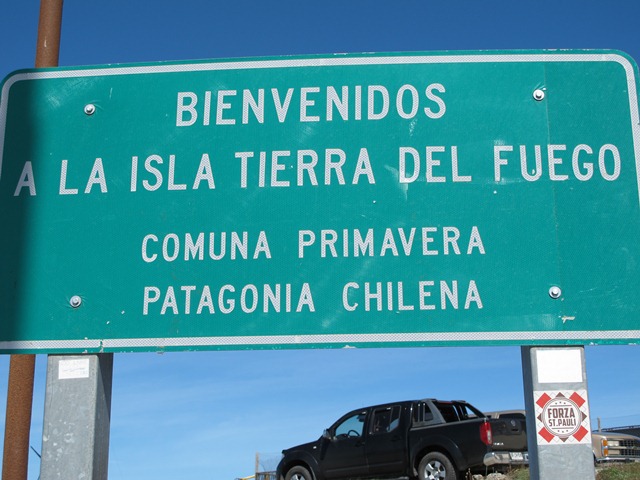 BIENVENIDOS
A LA ISLA TIERRA DEL FUEGO
COMUNA PRIMAVERA
PATAGONIA CHILENA
FORZA
ST. PAULI